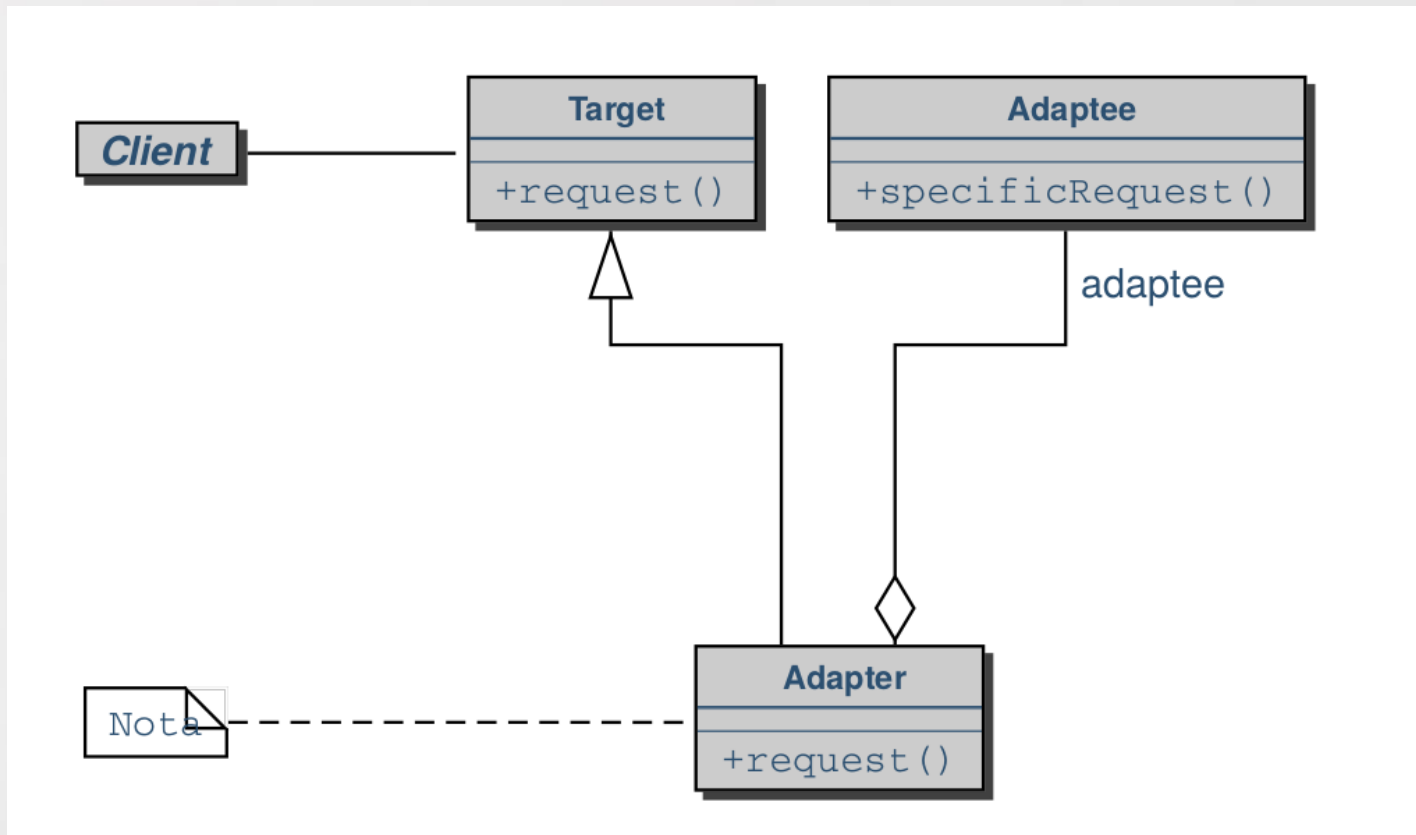 Client
Target
+request()
Adaptee
+specificRequest()
adaptee
Nota
Adapter
+request()